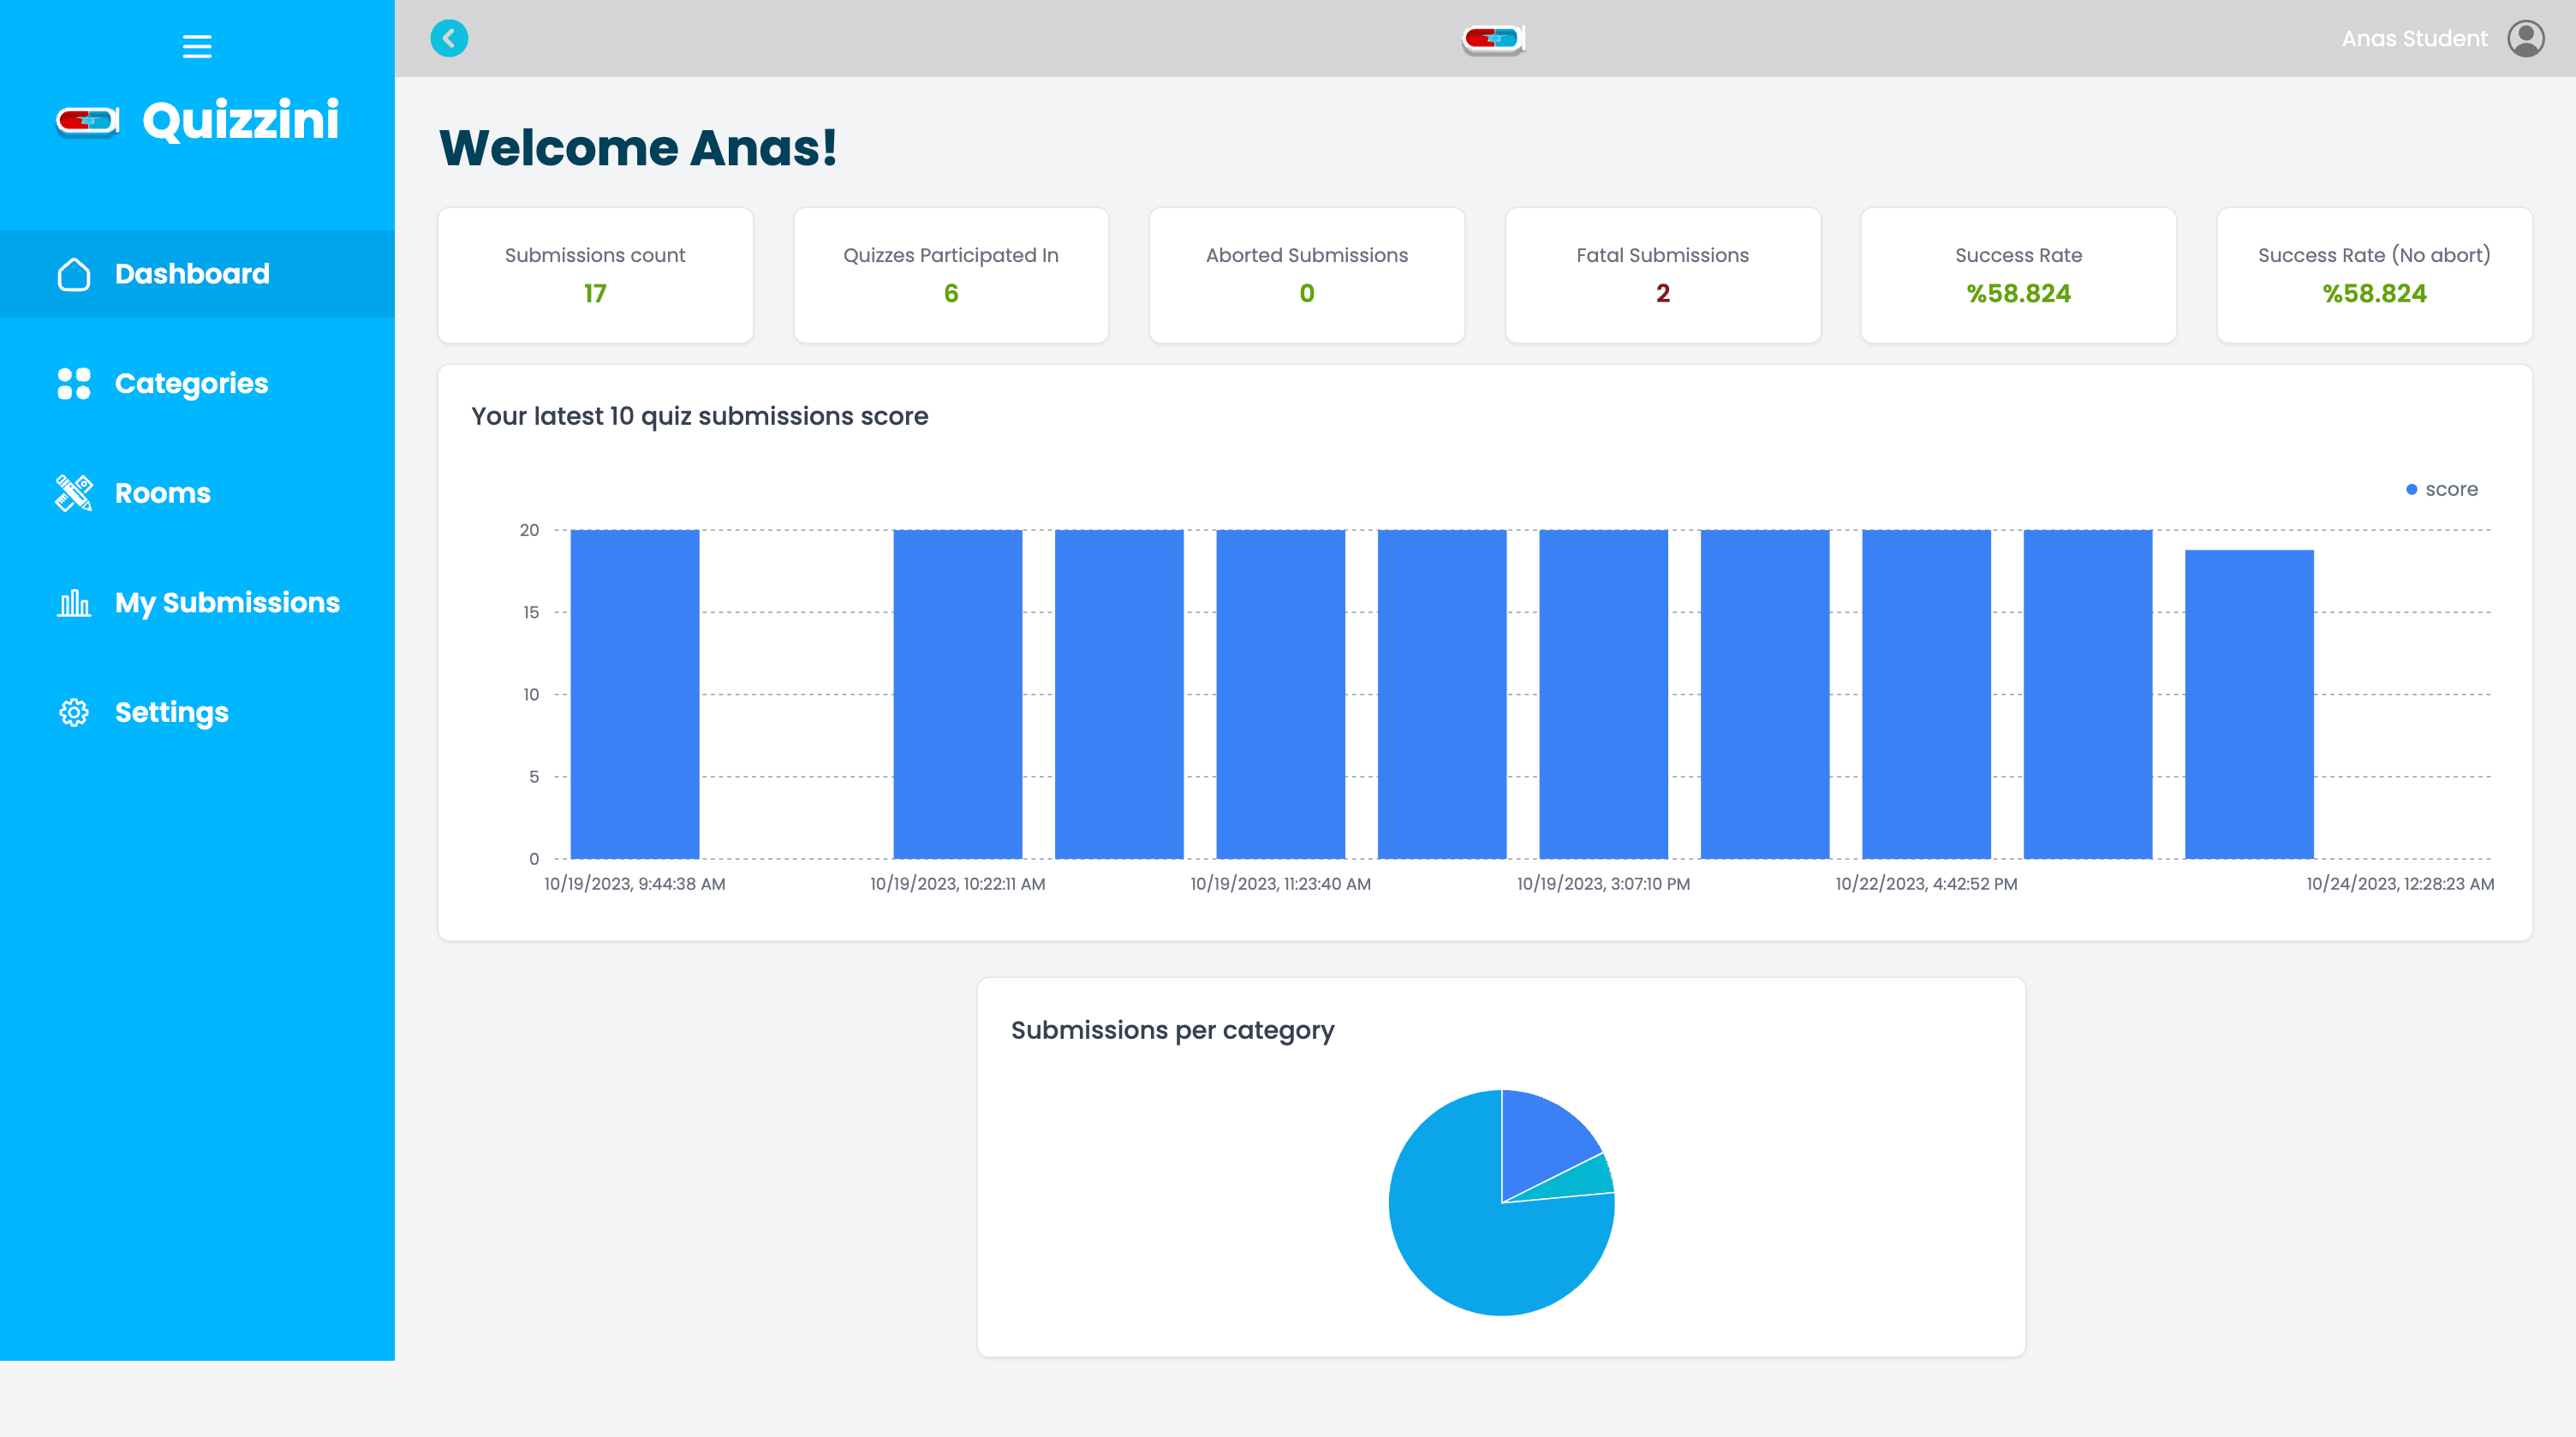 Anas Student
Quizzini
Dashboard
Categories
Rooms
My Submissions
Settings
Welcome Anas!
Submissions count
17
Quizzes Participated In
6
Aborted Submissions
0
Fatal Submissions
2
Success Rate
%58.824
Success Rate (No abort)
%58.824
Your latest 10 quiz submissions score
score
20
15
10
5
0
10/19/2023, 9:44:38 AM
10/19/2023, 10:22:11 AM
10/19/2023, 11:23:40 AM
10/19/2023, 3:07:10 PM
10/22/2023, 4:42:52 PM
10/24/2023, 12:28:23 AM
Submissions per category